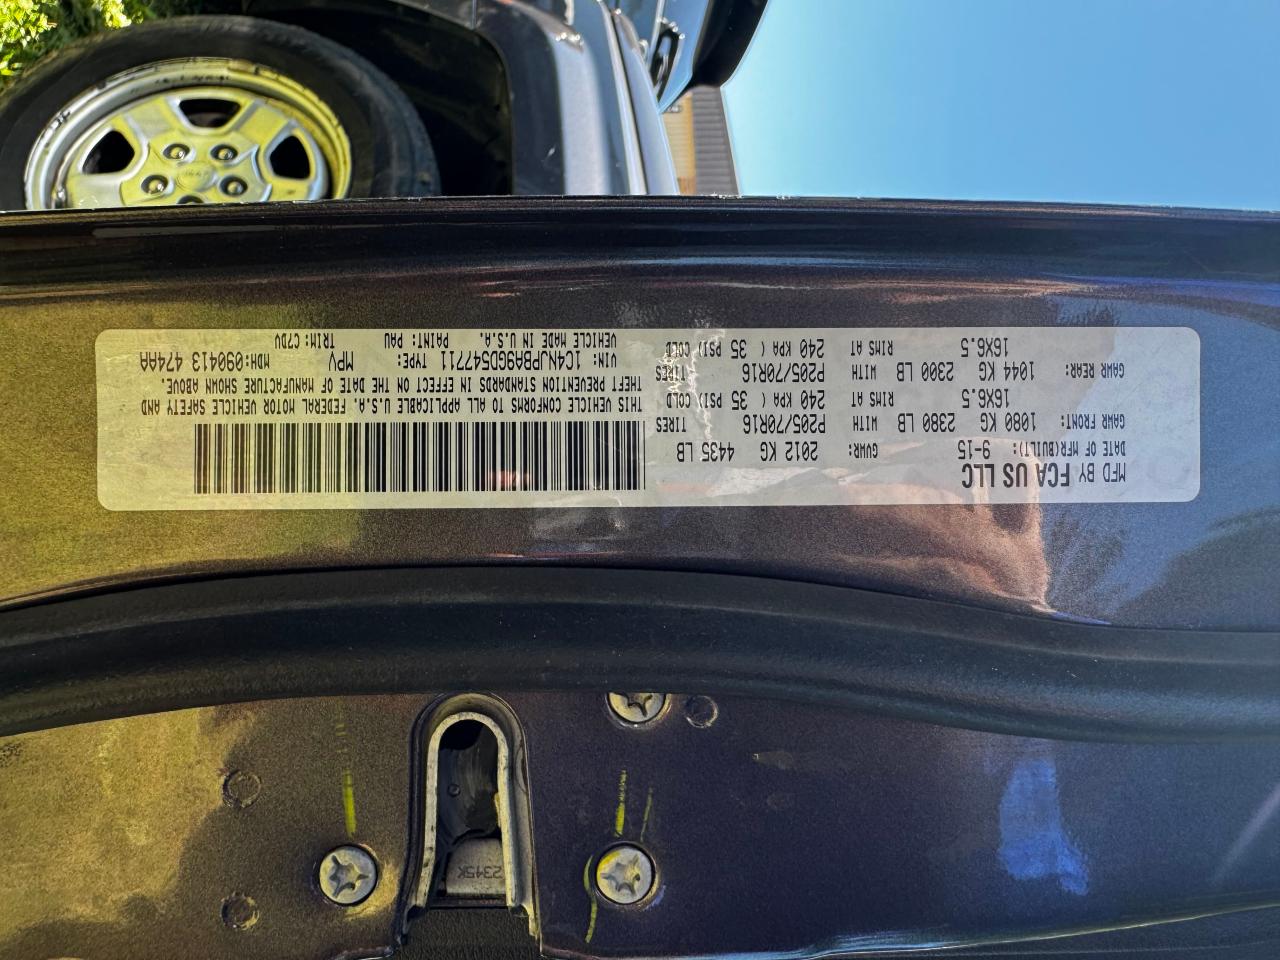 MFD BY FCA US LLC
DATE OF MFR(BUILT): 9-15 GVWR: 2012 KG 4435 LB
GAWR FRONT: 1080 KG 2380 LB WITH P205/70R16 TIRES
16X6.5 RIMS AT 240 KPA ( 35 PSI) COLD
GAWR REAR: 1044 KG 2300 LB WITH P205/70R16 TIRES
16X6.5 RIMS AT 240 KPA ( 35 PSI) COLD
THIS VEHICLE CONFORMS TO ALL APPLICABLE U.S.A. FEDERAL MOTOR VEHICLE SAFETY AND
THEFT PREVENTION STANDARDS IN EFFECT ON THE DATE OF MANUFACTURE SHOWN ABOVE.
VIN: 1C4NJPBA9GD547711 TYPE: MPV MDH: 090413 474AA
VEHICLE MADE IN U.S.A. PAINT: PAU TRIM: C7DV
2345K
Jeep